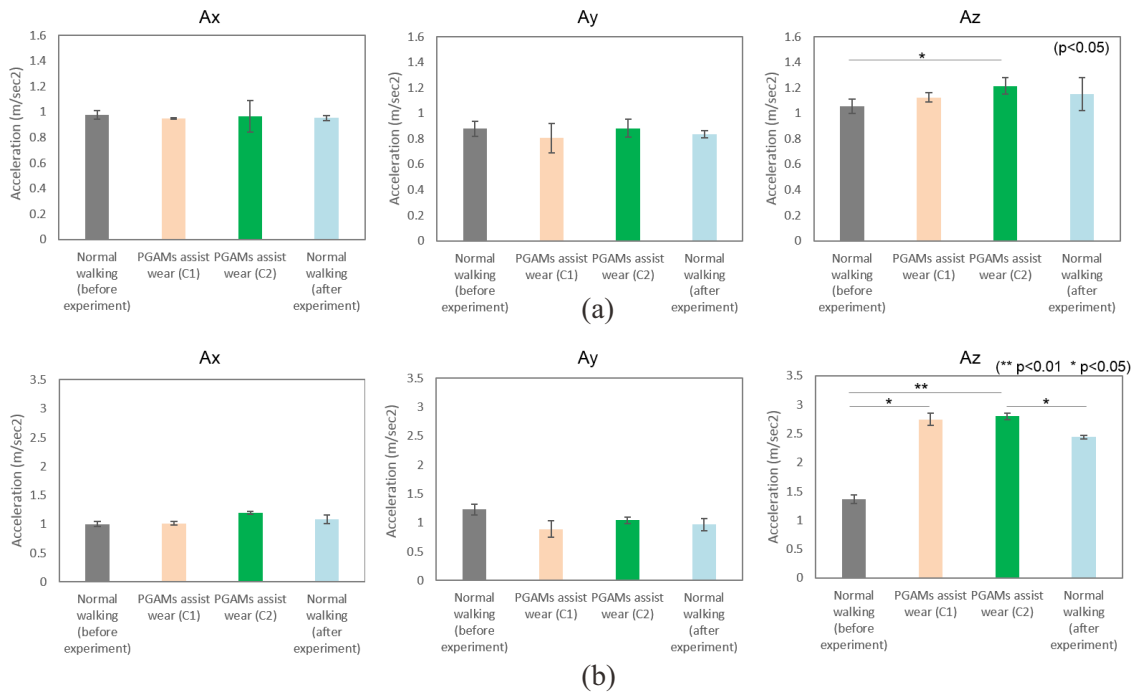 Ax
Acceleration (m/sec2)
1.6
1.4
1.2
1
0.8
0.6
0.4
0.2
0
Normal
walking
(before
experiment)
PGAMs assist
wear (C1)
PGAMs assist
wear (C2)
Normal
walking
(after
experiment)
Ay
Acceleration (m/sec2)
1.6
1.4
1.2
1
0.8
0.6
0.4
0.2
0
Normal
walking
(before
experiment)
PGAMs assist
wear (C1)
PGAMs assist
wear (C2)
Normal
walking
(after
experiment)
Az
(p<0.05)
*
Acceleration (m/sec2)
1.6
1.4
1.2
1
0.8
0.6
0.4
0.2
0
Normal
walking
(before
experiment)
PGAMs assist
wear (C1)
PGAMs assist
wear (C2)
Normal
walking
(after
experiment)
(a)
Ax
Acceleration (m/sec2)
3.5
3
2.5
2
1.5
1
0.5
0
Normal
walking
(before
experiment)
PGAMs assist
wear (C1)
PGAMs assist
wear (C2)
Normal
walking
(after
experiment)
Ay
Acceleration (m/sec2)
3.5
3
2.5
2
1.5
1
0.5
0
Normal
walking
(before
experiment)
PGAMs assist
wear (C1)
PGAMs assist
wear (C2)
Normal
walking
(after
experiment)
Az
(** p<0.01 * p<0.05)
**
*
*
Acceleration (m/sec2)
3.5
3
2.5
2
1.5
1
0.5
0
Normal
walking
(before
experiment)
PGAMs assist
wear (C1)
PGAMs assist
wear (C2)
Normal
walking
(after
experiment)
(b)